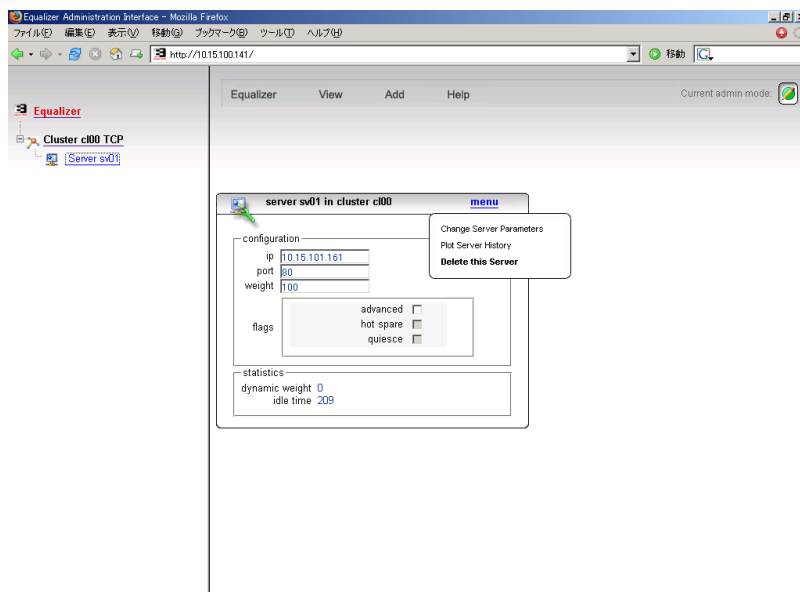 Equalizer Administration Interface - Mozilla Firefox
ファイル(F) 編集(E) 表示(V) 移動(G) ブックマーク(B) ツール(T) ヘルプ(H)
http://10.15.100.141/ 移動 G
Equalizer View Add Help Current admin mode:
Equalizer
Cluster cl00 TCP
Server sv01
server sv01 in cluster cl00 menu
Change Server Parameters
Plot Server History
Delete this Server
configuration
ip 10.15.101.161
port 80
weight 100
flags
advanced
hot spare
quiesce
statistics
dynamic weight 0
idle time 209